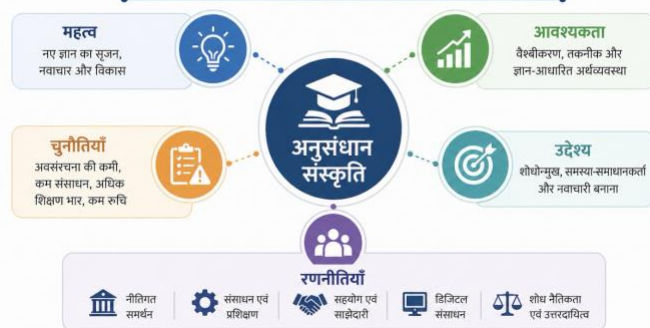 महत्व
नए ज्ञान का सृजन,
नवाचार और विकास
आवश्यकता
वैश्वीकरण, तकनीक और
ज्ञान-आधारित अर्थव्यवस्था
अनुसंधान
संस्कृति
चुनौतियाँ
अवसंरचना की कमी,
कम संसाधन, अधिक
शिक्षण भार, कम रुचि
उद्देश्य
शोधोन्मुख, समस्या-समाधानकर्ता
और नवाचारी बनाना
रणनीतियाँ
नीतिगत
समर्थन
संसाधन एवं
प्रशिक्षण
सहयोग एवं
साझेदारी
डिजिटल
संसाधन
शोध नैतिकता
एवं उत्तरदायित्व